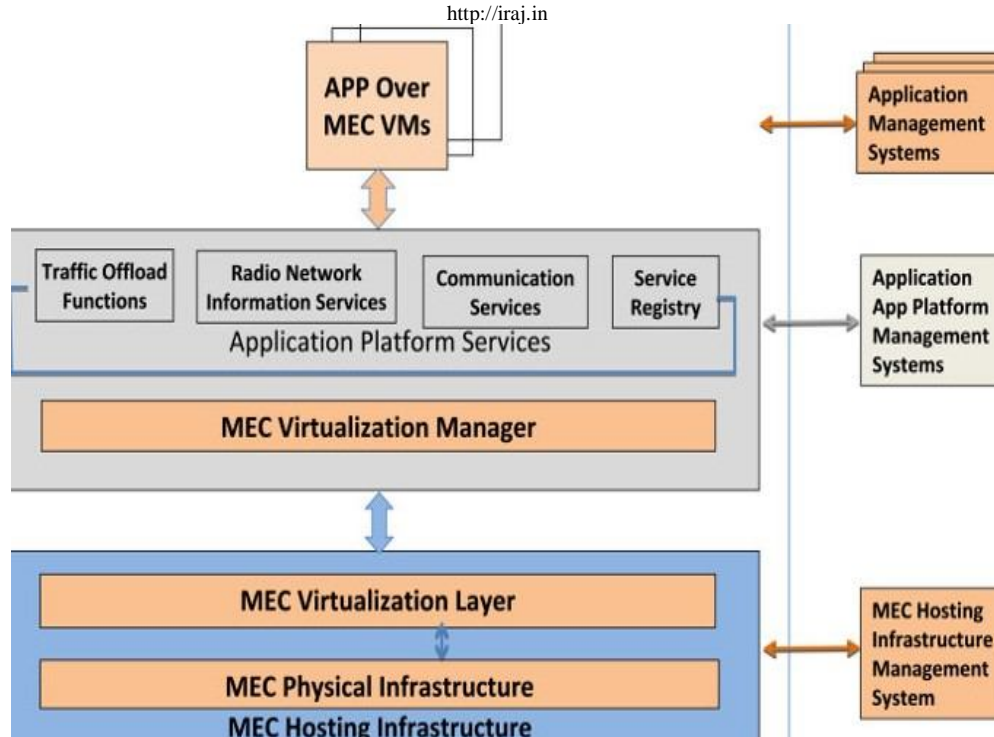 http://iraj.in
APP Over
MEC VMs
Application
Management
Systems
Traffic Offload
Functions
Radio Network
Information Services
Communication
Services
Service
Registry
Application Platform Services
Application
App Platform
Management
Systems
MEC Virtualization Manager
MEC Virtualization Layer
MEC Physical Infrastructure
MEC Hosting Infrastructure
MEC Hosting
Infrastructure
Management
System